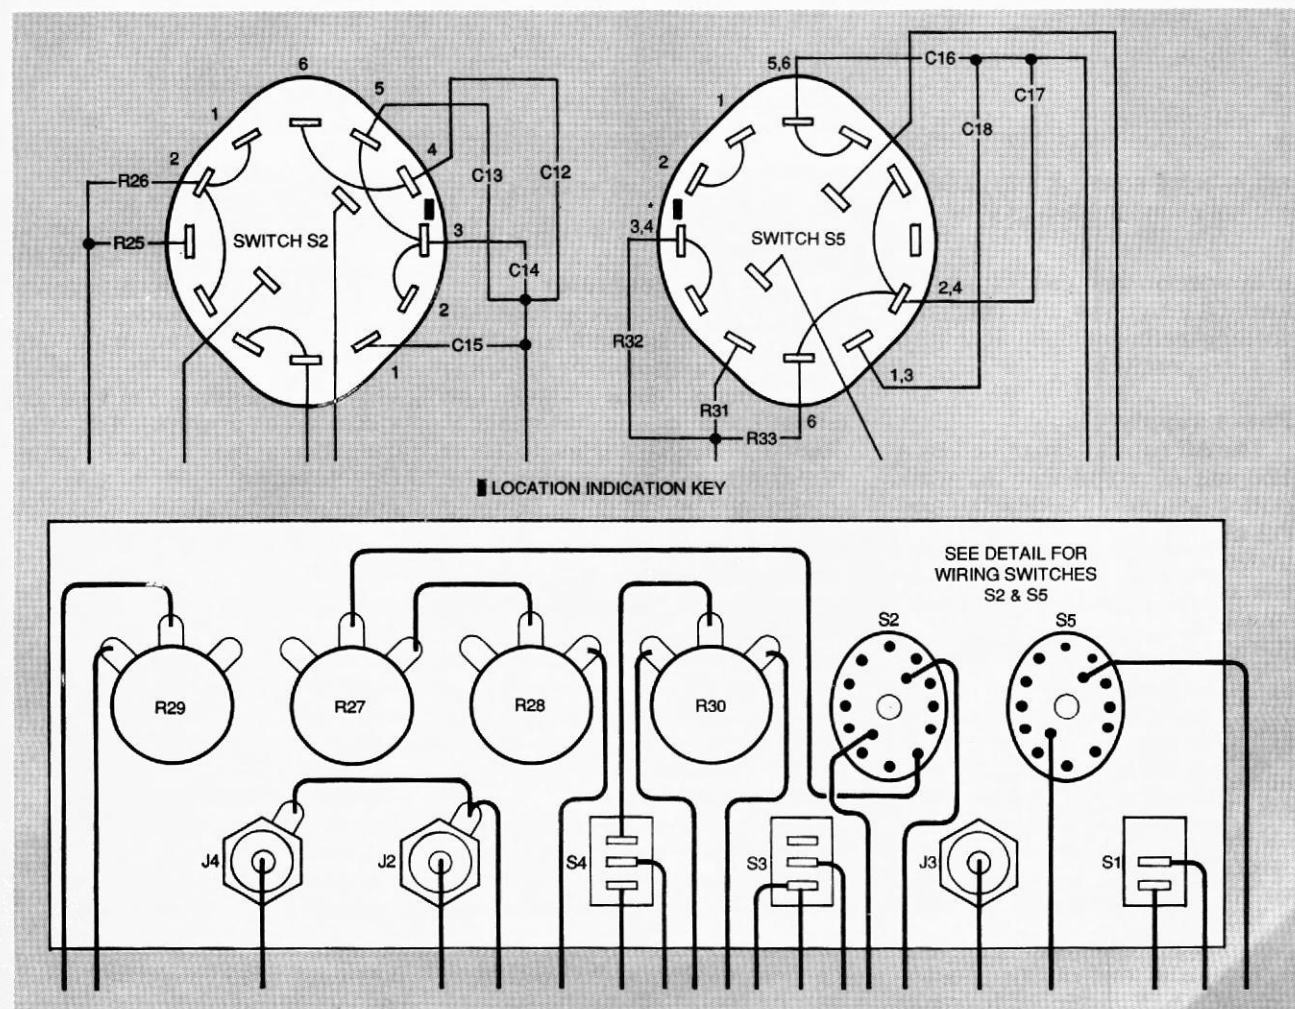 6
5
1
4
2
R26
C13
C12
R25
SWITCH S2
3
C14
2
C15
1
5,6
C16
C17
1
C18
2
*
3,4
SWITCH S5
2,4
R32
1,3
R31
6
R33
LOCATION INDICATION KEY
SEE DETAIL FOR
WIRING SWITCHES
S2 & S5
S2
S5
R29
R27
R28
R30
J4
J2
S4
S3
J3
S1